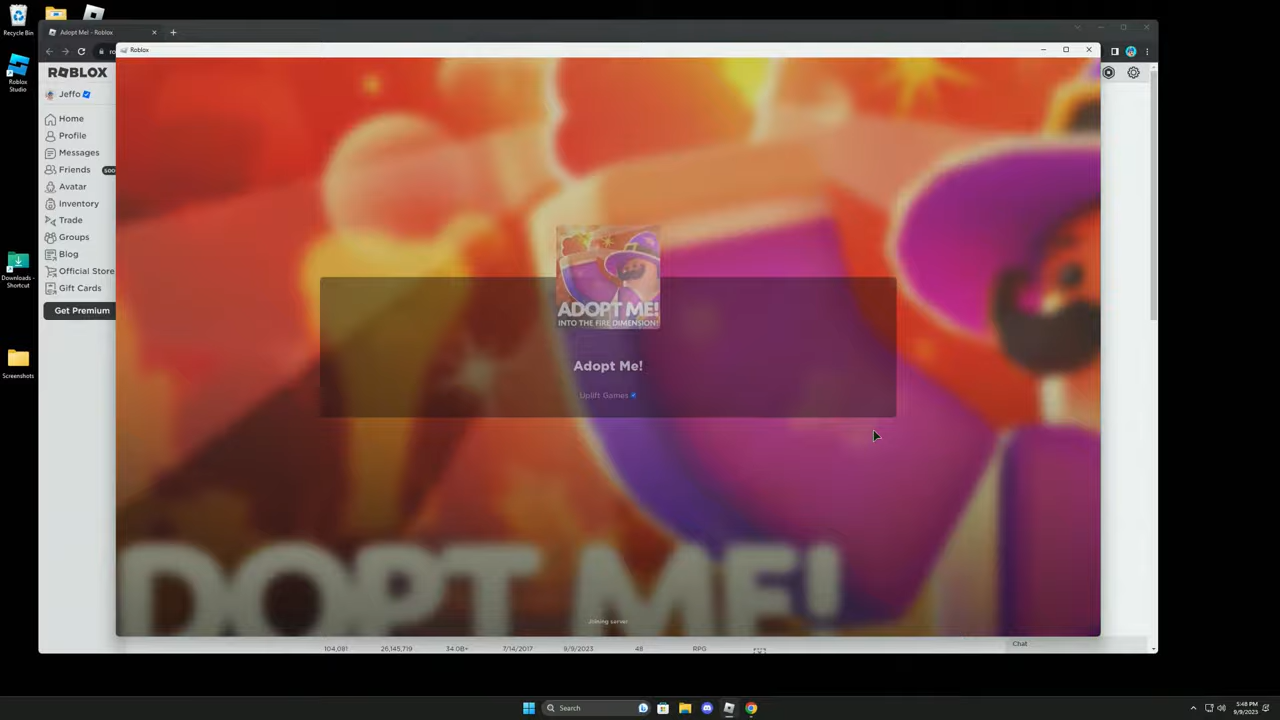 Recycle Bin
Roblox Studio
Downloads - Shortcut
Screenshots
Adopt Me! - Roblox
Roblox
ROBLOX
Jeffo
Home
Profile
Messages
Friends
500
Avatar
Inventory
Trade
Groups
Blog
Official Store
Gift Cards
Get Premium
ADOPT ME!
INTO THE FIRE DIMENSION!
Adopt Me!
Uplift Games
DOPT ME!
Joining server
104,081 26,145,719 34.0B+ 7/14/2017 9/9/2023 48 RPG
Chat
Search
5:48 PM
9/9/2023